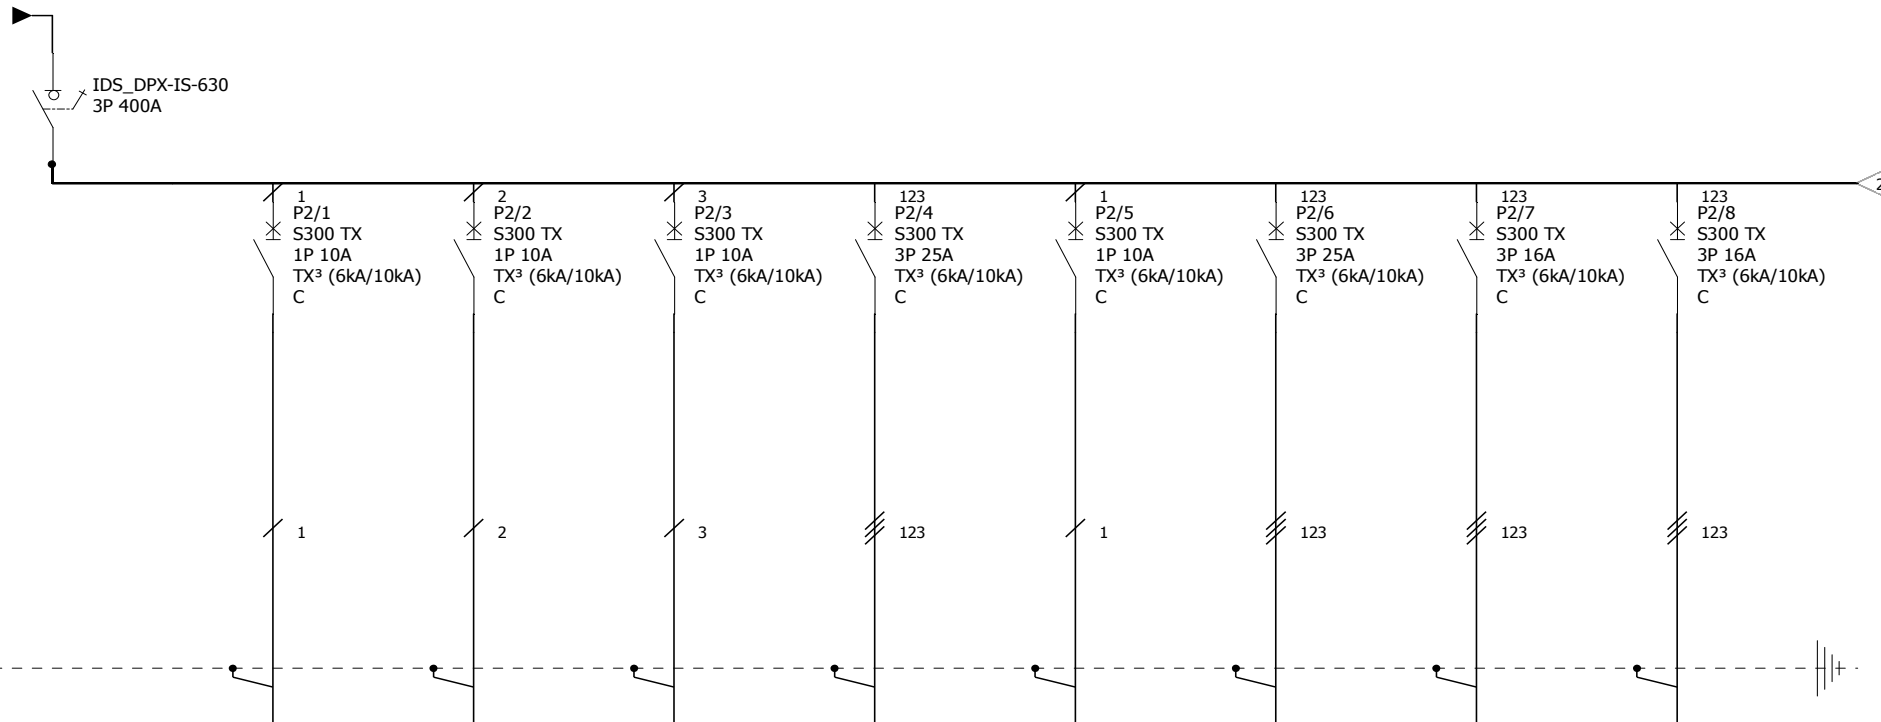 IDS_DPX-IS-630
3P 400A
1
P2/1
S300 TX
1P 10A
TX³ (6kA/10kA)
C
2
P2/2
S300 TX
1P 10A
TX³ (6kA/10kA)
C
3
P2/3
S300 TX
1P 10A
TX³ (6kA/10kA)
C
123
P2/4
S300 TX
3P 25A
TX³ (6kA/10kA)
C
1
P2/5
S300 TX
1P 10A
TX³ (6kA/10kA)
C
123
P2/6
S300 TX
3P 25A
TX³ (6kA/10kA)
C
123
P2/7
S300 TX
3P 16A
TX³ (6kA/10kA)
C
123
P2/8
S300 TX
3P 16A
TX³ (6kA/10kA)
C
2
1
2
3
123
1
123
123
123